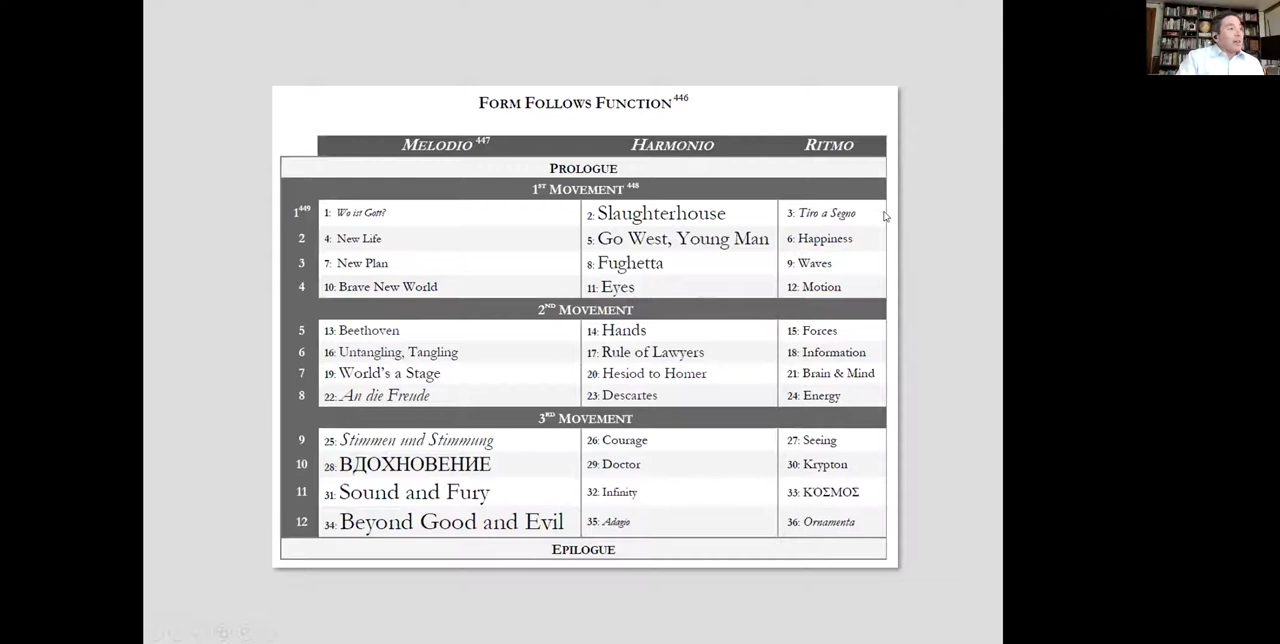 FORM FOLLOWS FUNCTION 446
MELODIO 447 HARMONIO RITMO
PROLOGUE
1ST MOVEMENT 448
1 449 1: Wo ist Gott? 2: Slaughterhouse 3: Tiro a Segno
2 4: New Life 5: Go West, Young Man 6: Happiness
3 7: New Plan 8: Fughetta 9: Waves
4 10: Brave New World 11: Eyes 12: Motion
2ND MOVEMENT
5 13: Beethoven 14: Hands 15: Forces
6 16: Untangling, Tangling 17: Rule of Lawyers 18: Information
7 19: World's a Stage 20: Hesiod to Homer 21: Brain & Mind
8 22: An die Freude 23: Descartes 24: Energy
3RD MOVEMENT
9 25: Stimmen und Stimmung 26: Courage 27: Seeing
10 28: ВДОХНОВЕНИЕ 29: Doctor 30: Krypton
11 31: Sound and Fury 32: Infinity 33: ΚΌΣΜΟΣ
12 34: Beyond Good and Evil 35: Adagio 36: Ornamenta
EPILOGUE